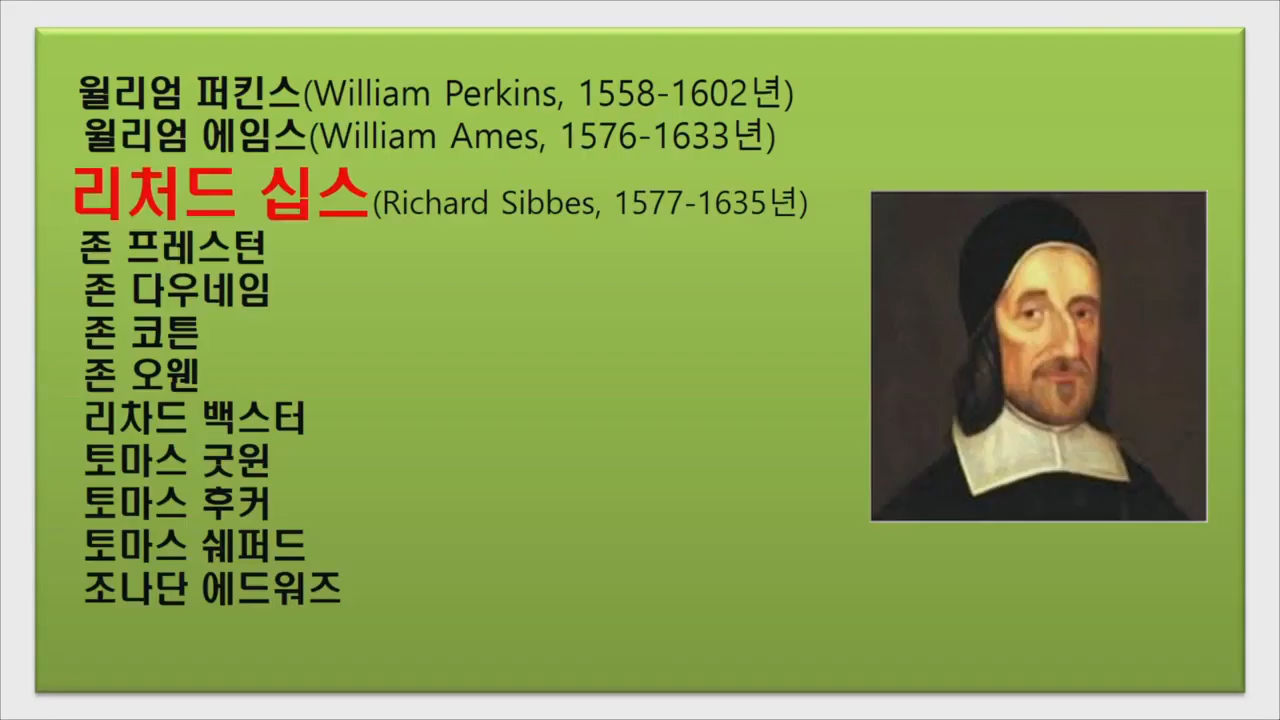 윌리엄 퍼킨스(William Perkins, 1558-1602년)
윌리엄 에임스(William Ames, 1576-1633년)
리처드 십스(Richard Sibbes, 1577-1635년)
존 프레스턴
존 다우네임
존 코튼
존 오웬
리차드 백스터
토마스 굿윈
토마스 후커
토마스 쉐퍼드
조나단 에드워즈